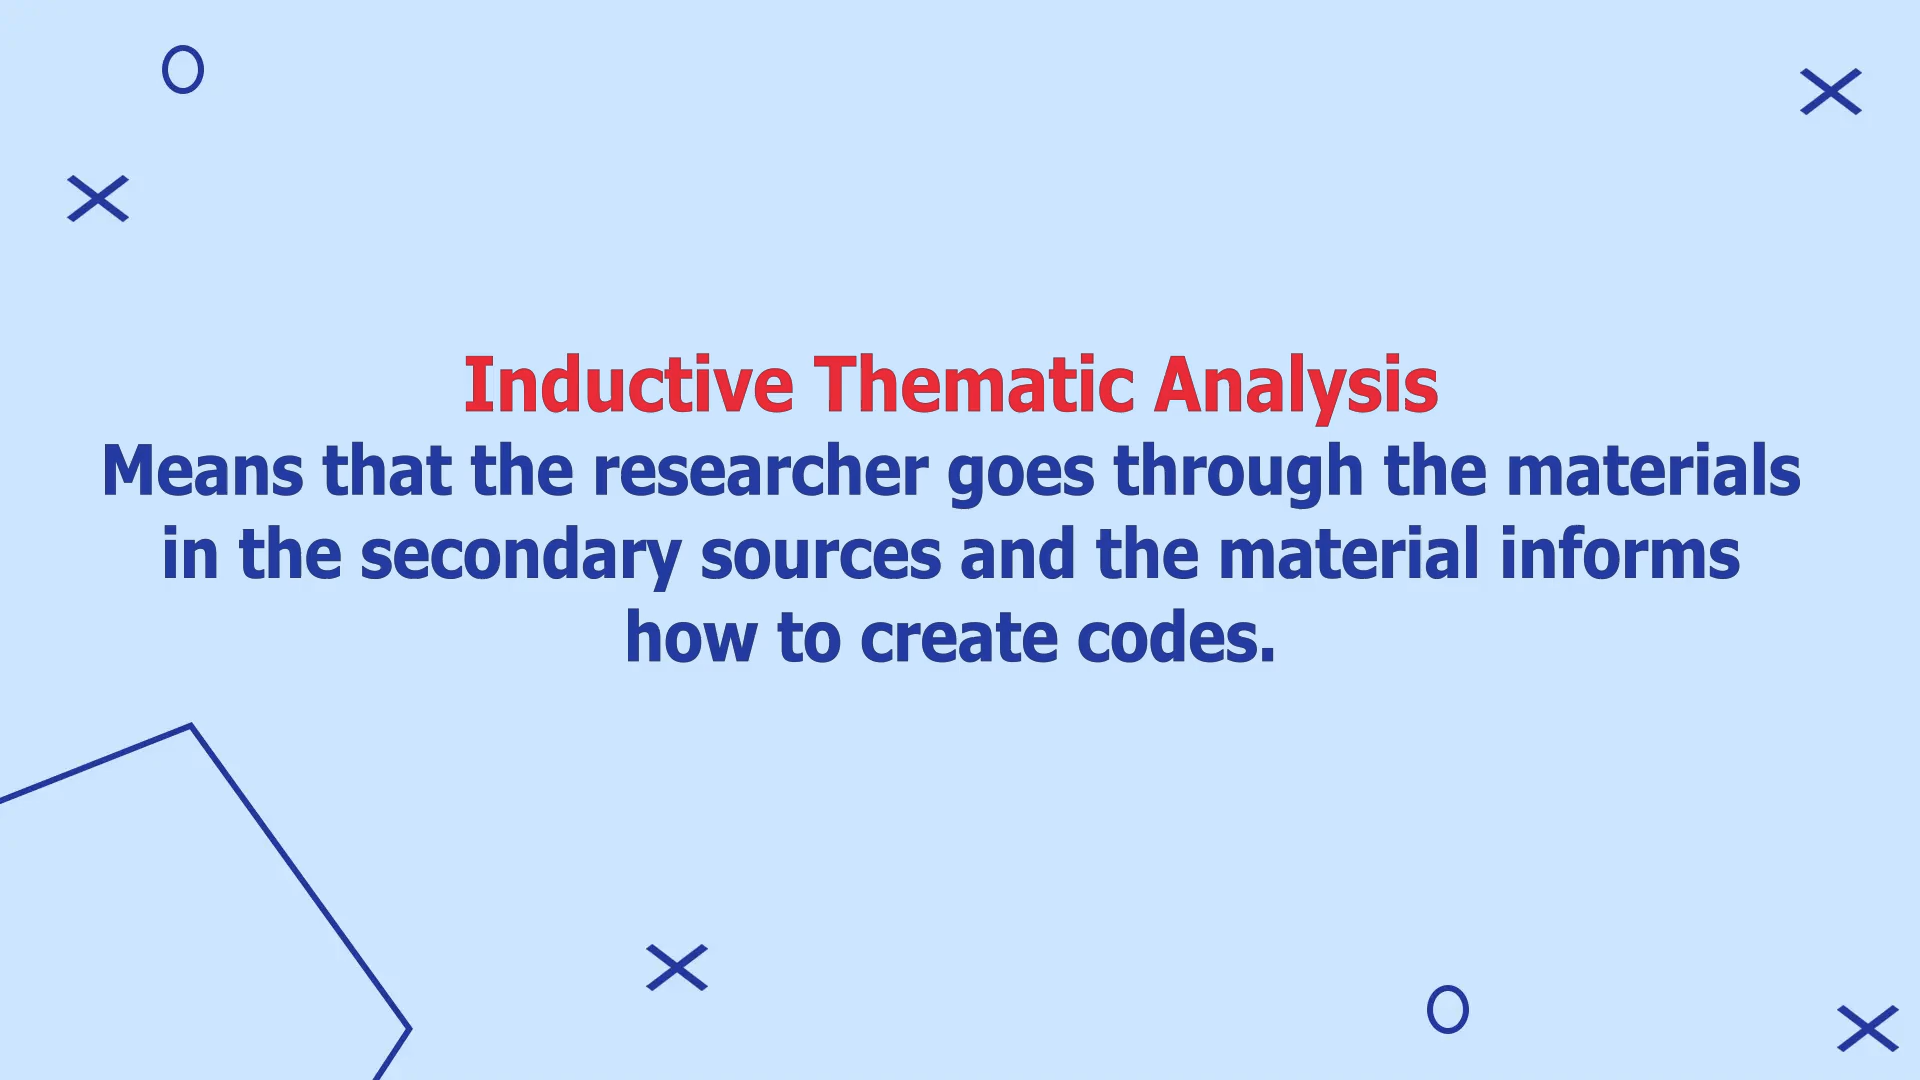 Inductive Thematic Analysis
Means that the researcher goes through the materials
in the secondary sources and the material informs
how to create codes.